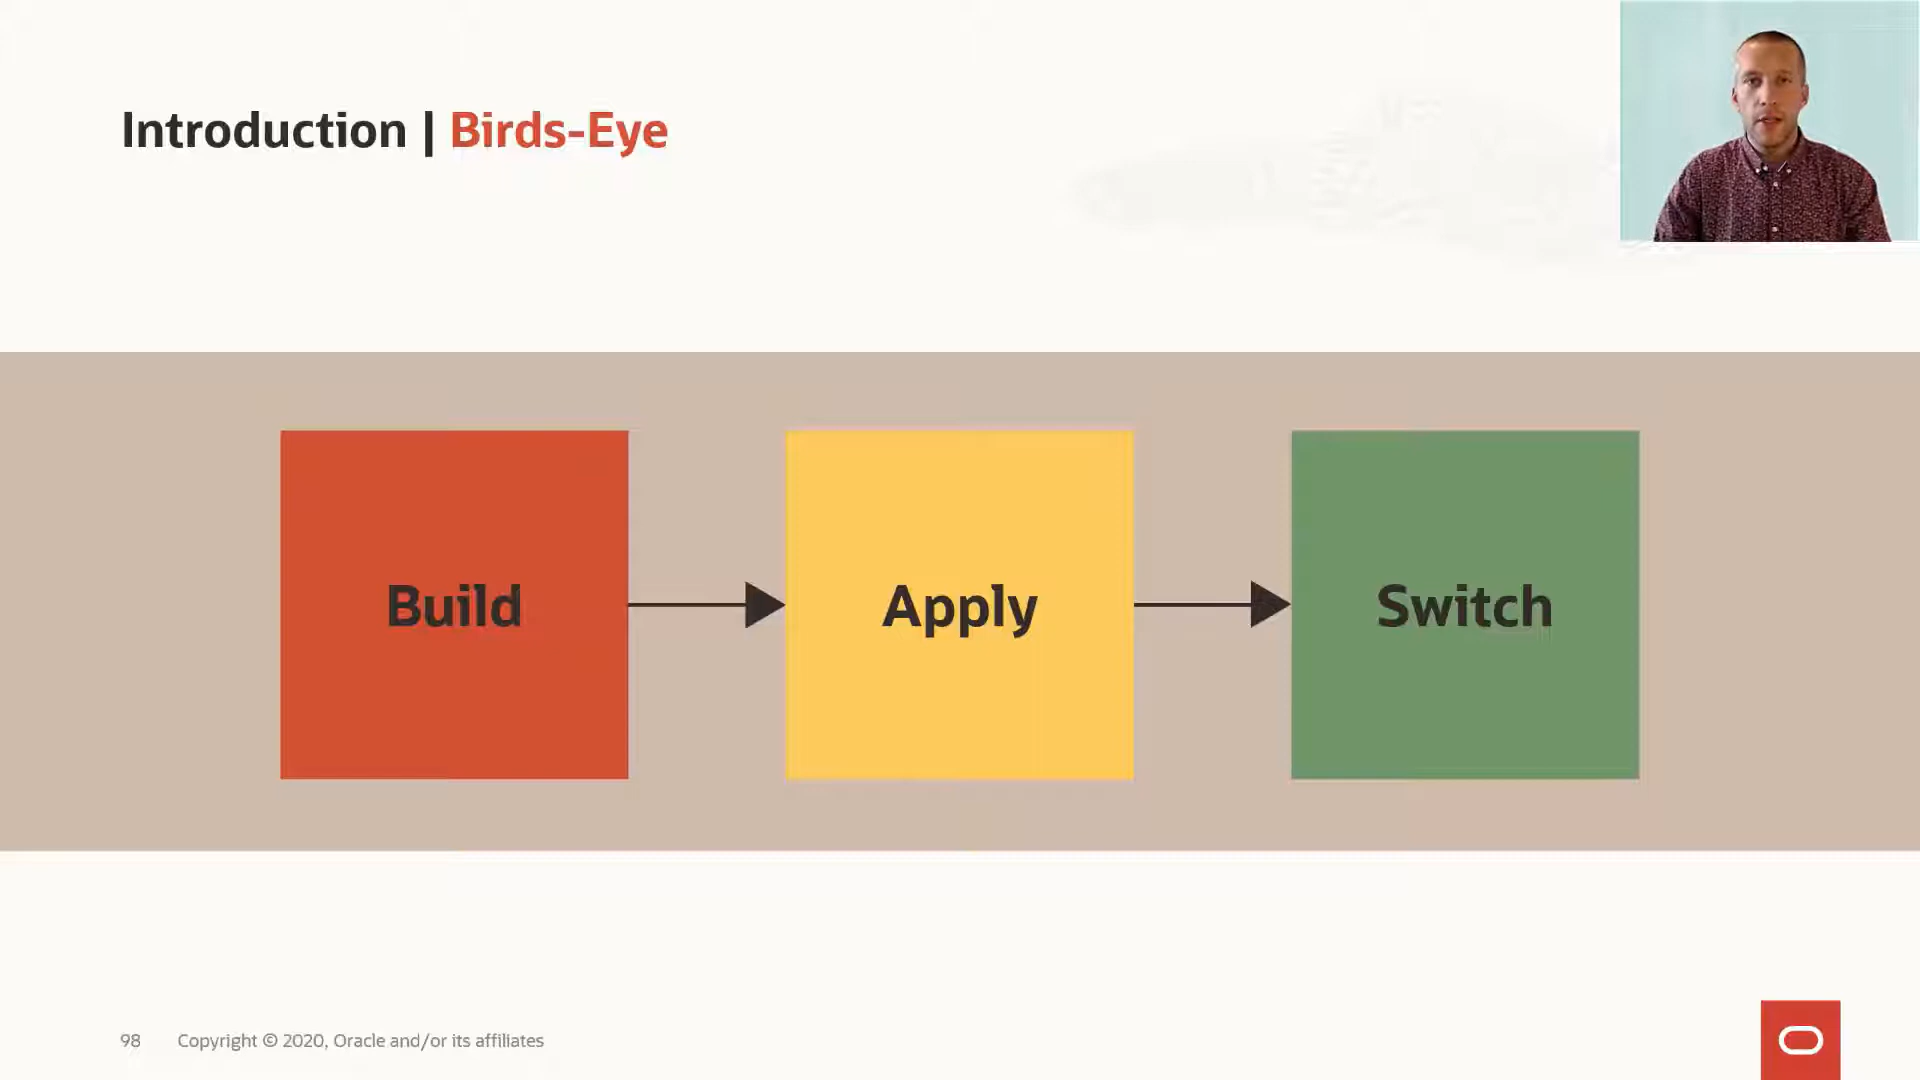 Introduction | Birds-Eye
Build
Apply
Switch
98 Copyright © 2020, Oracle and/or its affiliates